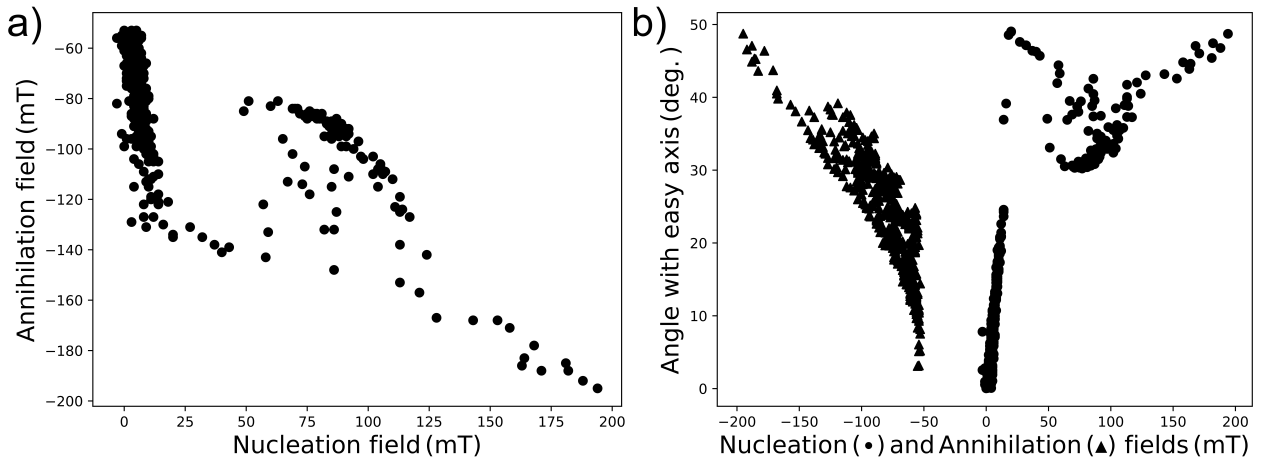 a)
−60
−80
−100
−120
−140
−160
−180
−200
Annihilation field (mT)
0 25 50 75 100 125 150 175 200
Nucleation field (mT)
b)
50
40
30
20
10
0
Angle with easy axis (deg. )
−200 −150 −100 −50 0 50 100 150 200
Nucleation (•) and Annihilation (▲) fields (mT)